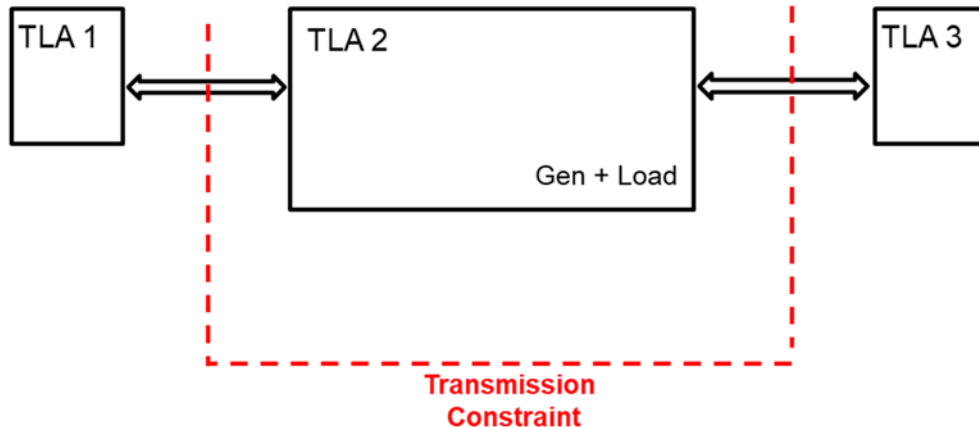 TLA 1
TLA 2
TLA 3
Gen + Load
Transmission
Constraint